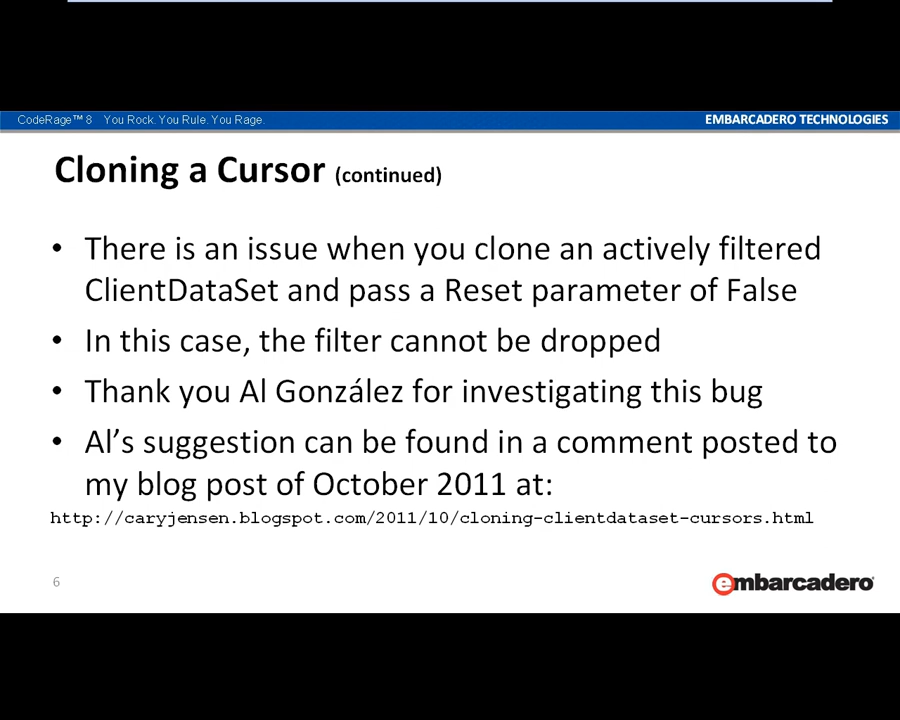 CodeRage™ 8 You Rock. You Rule. You Rage.
EMBARCADERO TECHNOLOGIES
Cloning a Cursor (continued)
• There is an issue when you clone an actively filtered
ClientDataSet and pass a Reset parameter of False
• In this case, the filter cannot be dropped
• Thank you Al González for investigating this bug
• Al’s suggestion can be found in a comment posted to
my blog post of October 2011 at:
http://caryjensen.blogspot.com/2011/10/cloning-clientdataset-cursors.html
6
embarcadero